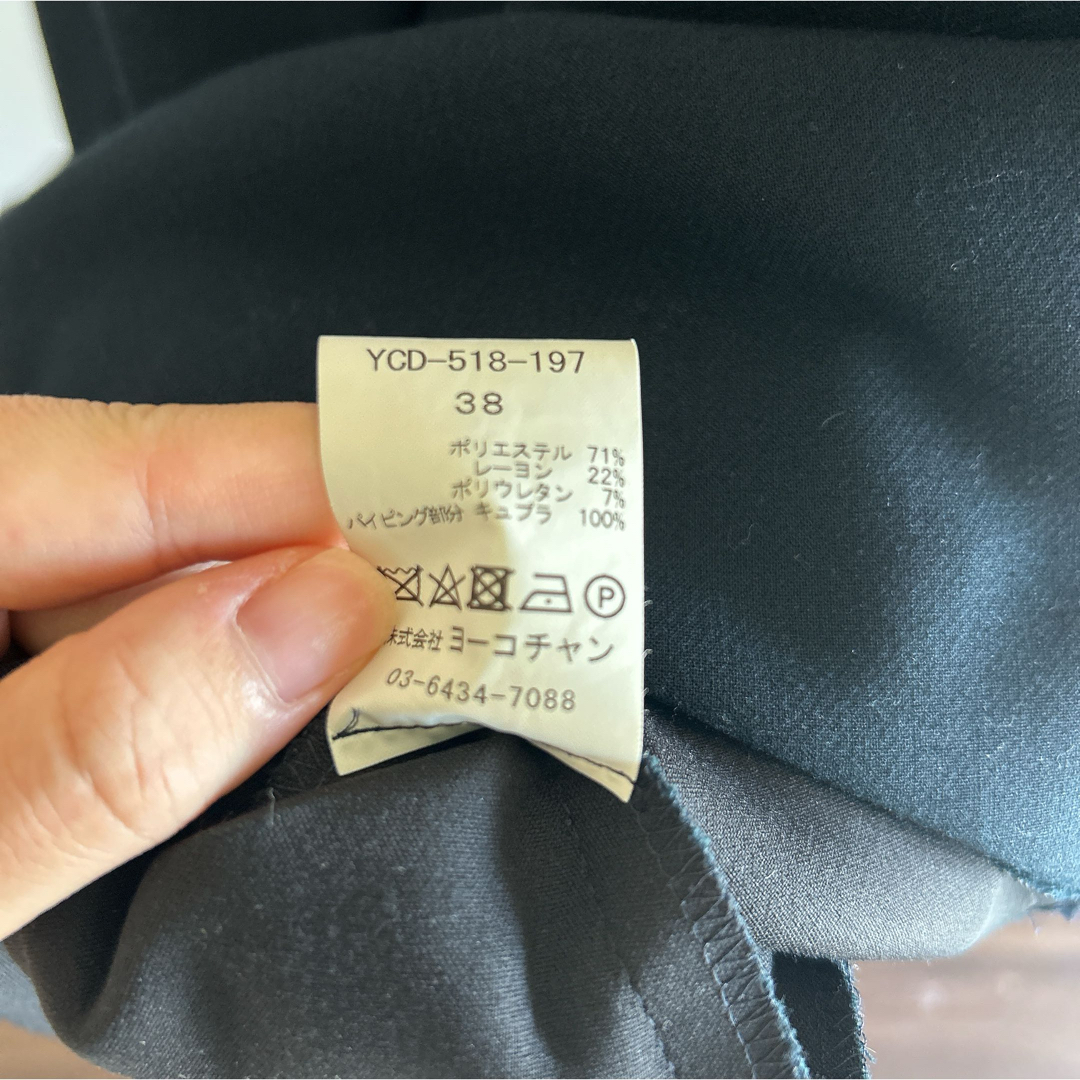 YCD-518-197
38
ポリエステル 71%
レーヨン 22%
ポリウレタン 7%
パイピング部分 キュプラ 100%
P
式会社 ヨーコチャン
03-6434-7088